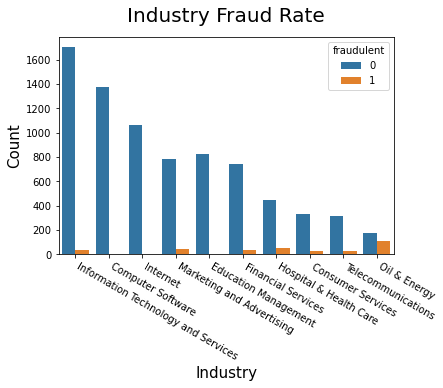 Industry Fraud Rate
fraudulent
0
1
1600
1400
1200
1000
800
600
400
200
0
Count
Information Technology and Services
Computer Software
Internet
Marketing and Advertising
Education Management
Financial Services
Hospital & Health Care
Consumer Services
Telecommunications
Oil & Energy
Industry